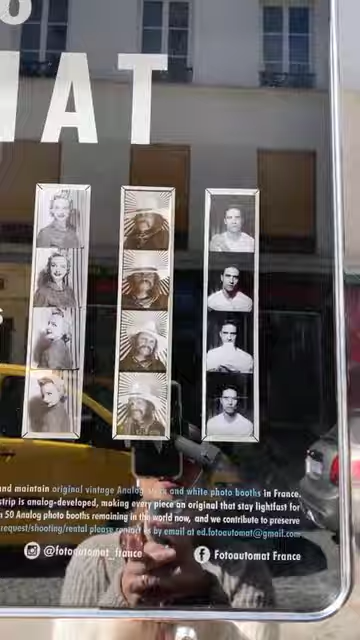 AT
and maintain original vintage Analog and white photo booths in France.
strip is analog-developed, making every piece an original that stay lightfast for
50 Analog photo booths remaining in the world now, and we contribute to preserve
request/shooting/rental please contact us by email at ed.fotoautomat@gmail.com
@fotoautomat_france
Fotoautomat France